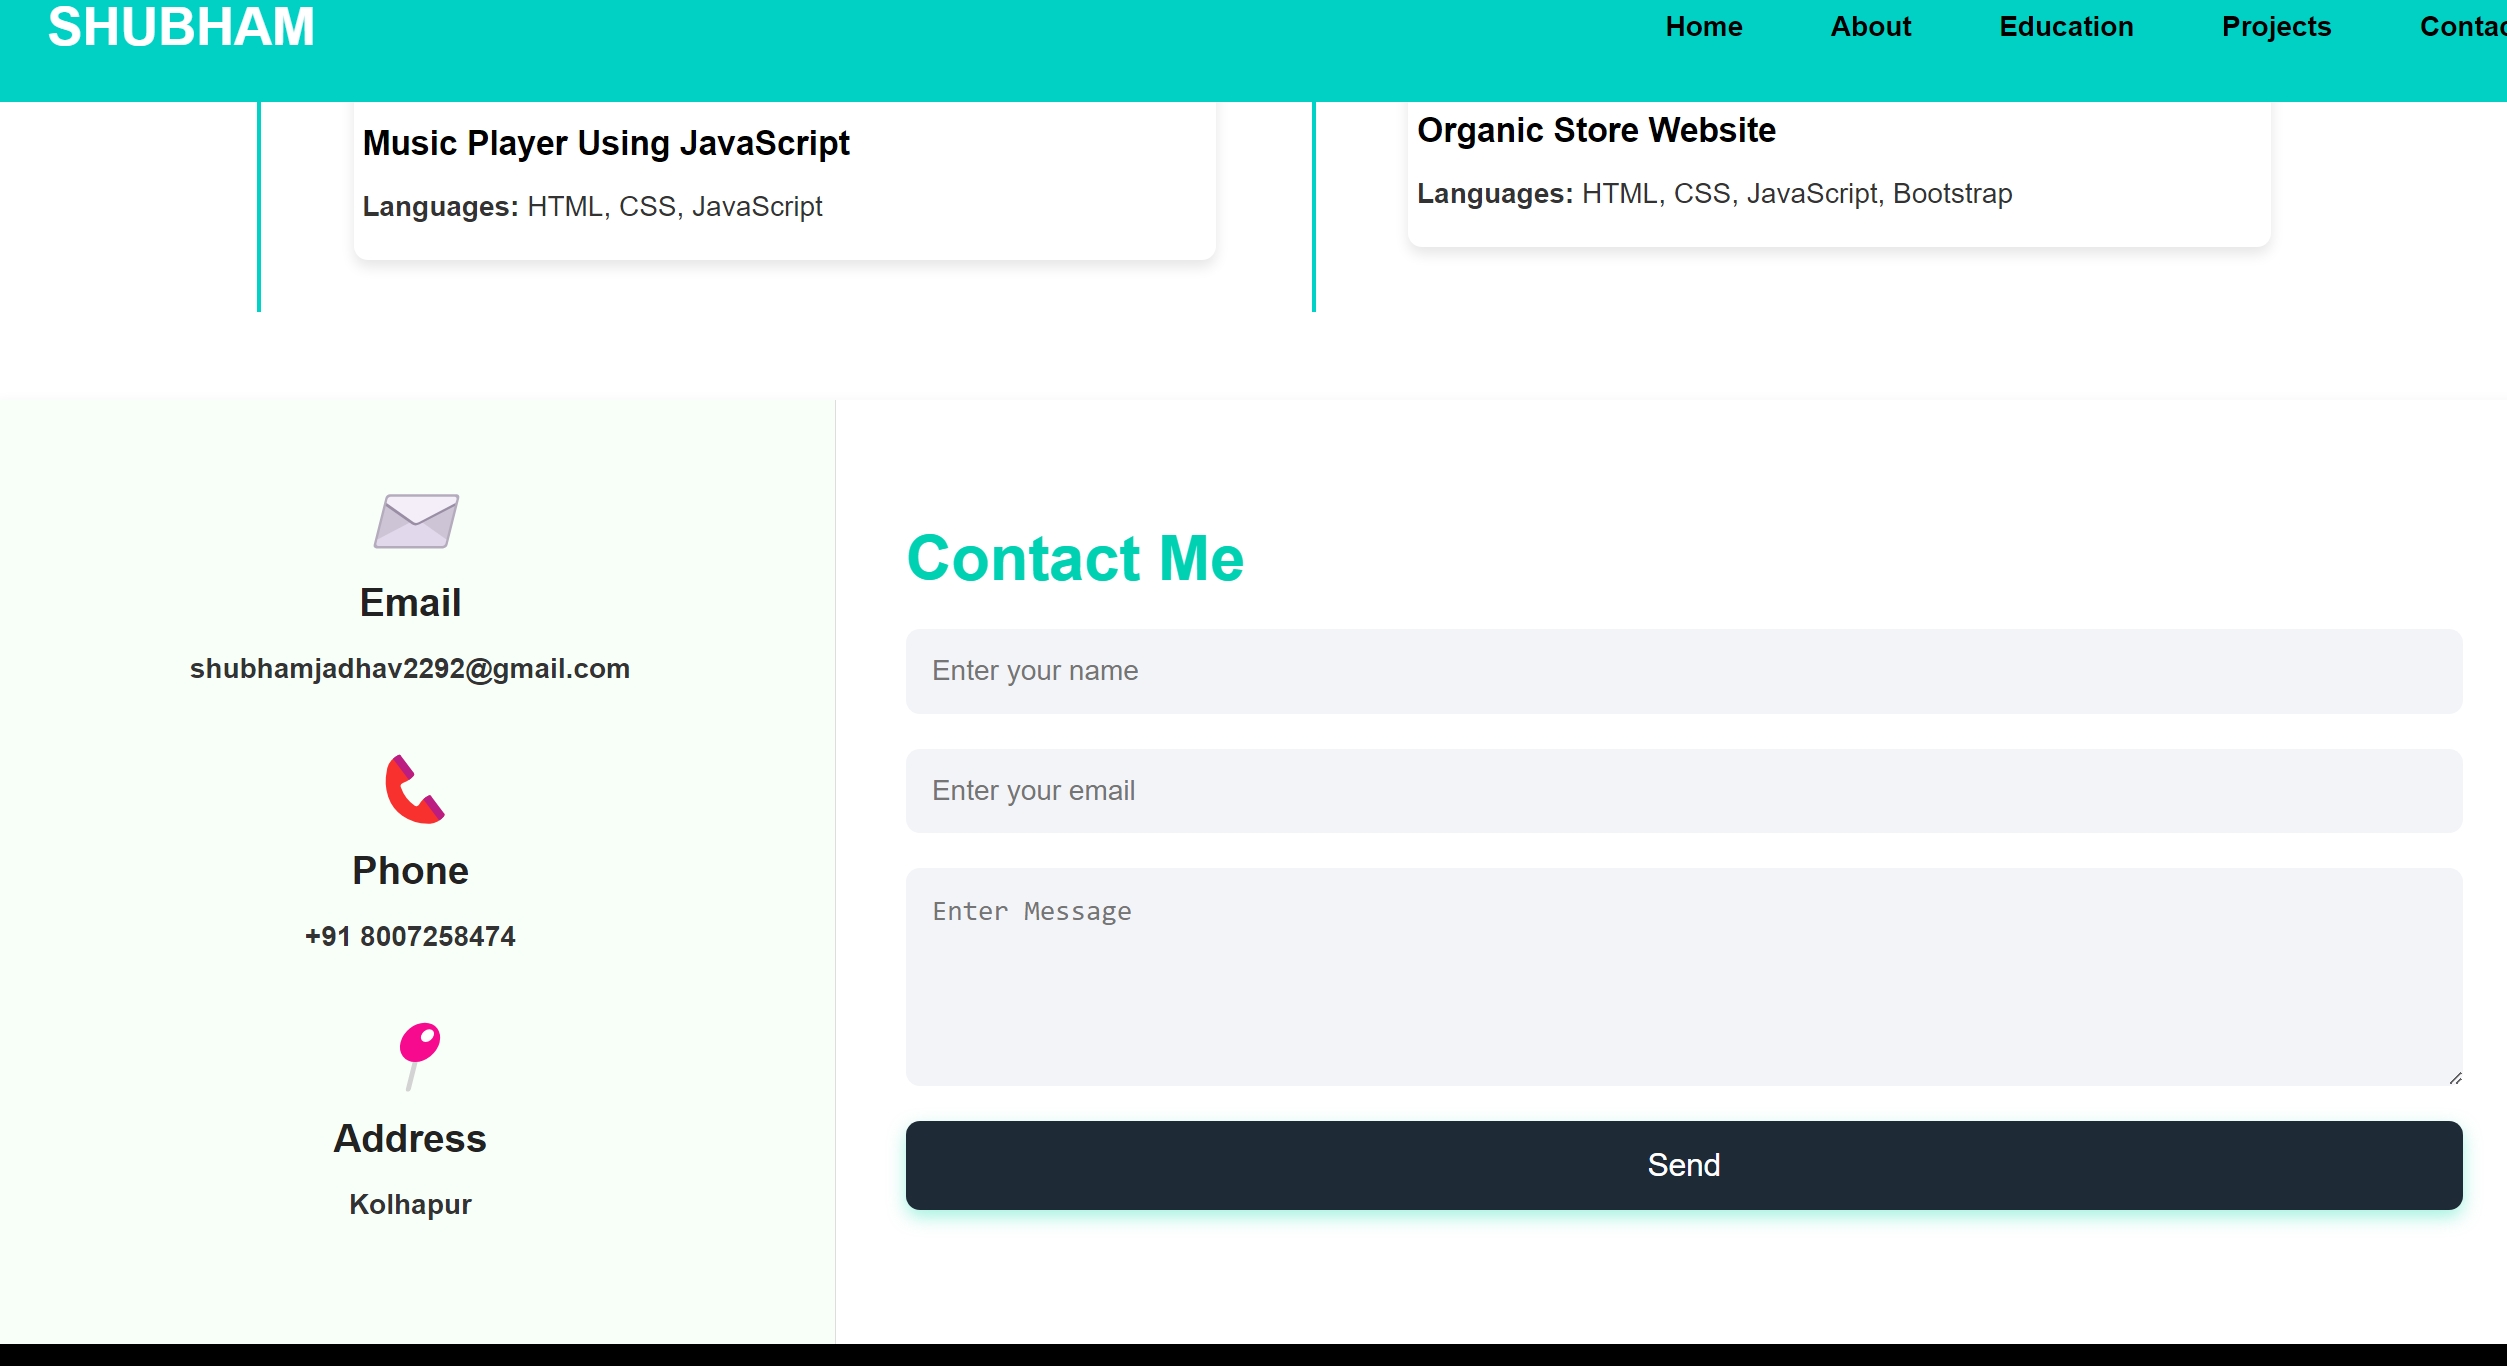 SHUBHAM
Home About Education Projects Contac
Music Player Using JavaScript
Languages: HTML, CSS, JavaScript
Organic Store Website
Languages: HTML, CSS, JavaScript, Bootstrap
Email
shubhamjadhav2292@gmail.com
Phone
+91 8007258474
Address
Kolhapur
Contact Me
Enter your name
Enter your email
Enter Message
Send